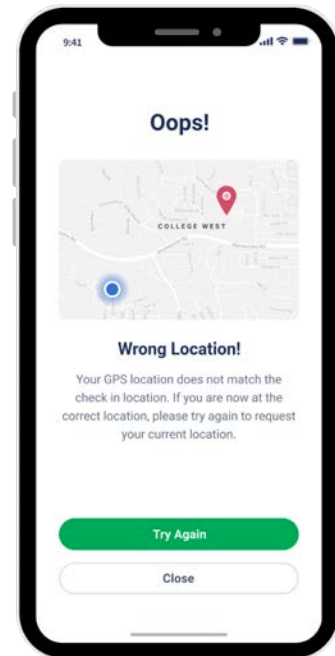 9:41
Oops!
COLLEGE WEST
Wrong Location!
Your GPS location does not match the
check in location. If you are now at the
correct location, please try again to request
your current location.
Try Again
Close